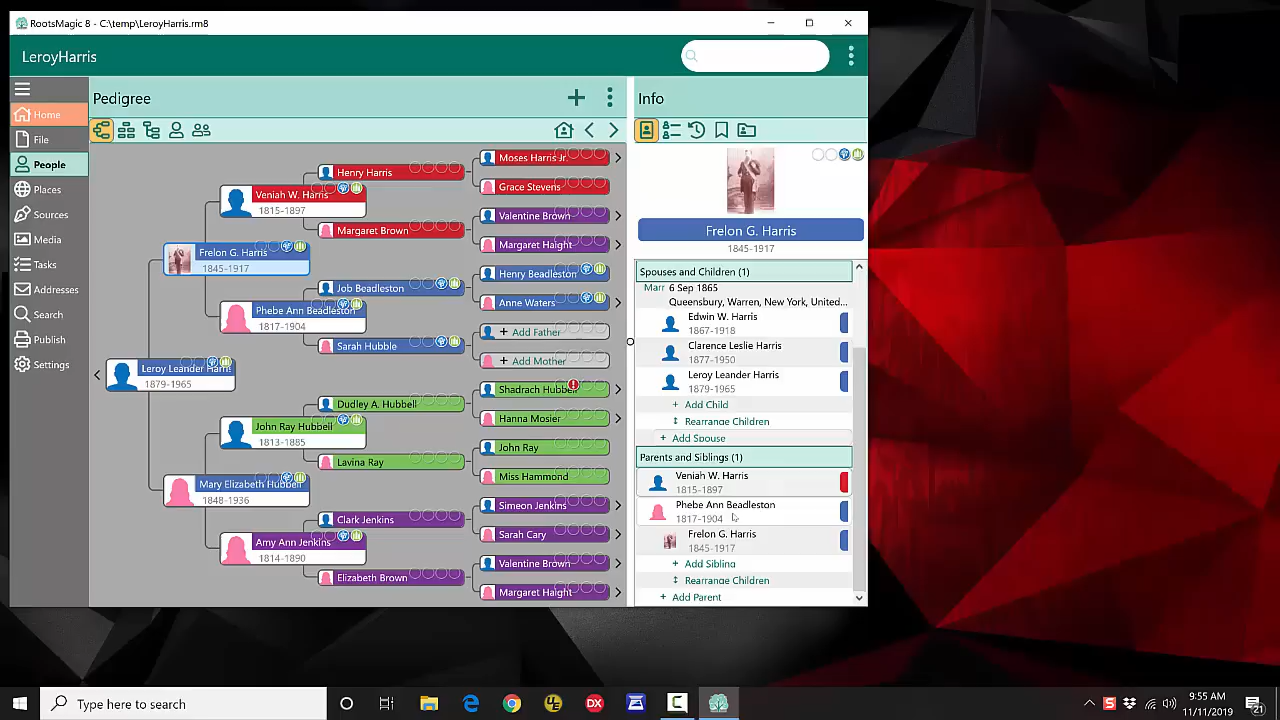 RootsMagic 8 - C:\temp\LeroyHarris.rm8
LeroyHarris
Home
File
People
Places
Sources
Media
Tasks
Addresses
Search
Publish
Settings
Pedigree
Leroy Leander Harris
1879-1965
Frelon G. Harris
1845-1917
Mary Elizabeth Hubbell
1848-1936
Veniah W. Harris
1815-1897
Phebe Ann Beadleston
1817-1904
John Ray Hubbell
1813-1885
Amy Ann Jenkins
1814-1890
Henry Harris
Margaret Brown
Job Beadleston
Sarah Hubble
Dudley A. Hubbell
Lavina Ray
Clark Jenkins
Elizabeth Brown
Moses Harris Jr.
Grace Stevens
Valentine Brown
Margaret Haight
Henry Beadleston
Anne Waters
+ Add Father
+ Add Mother
Shadrach Hubbell
Hanna Mosier
John Ray
Miss Hammond
Simeon Jenkins
Sarah Cary
Valentine Brown
Margaret Haight
Info
Frelon G. Harris
1845-1917
Spouses and Children (1)
Marr 6 Sep 1865
Queensbury, Warren, New York, United...
Edwin W. Harris
1867-1918
Clarence Leslie Harris
1877-1950
Leroy Leander Harris
1879-1965
+ Add Child
Rearrange Children
+ Add Spouse
Parents and Siblings (1)
Veniah W. Harris
1815-1897
Phebe Ann Beadleston
1817-1904
Frelon G. Harris
1845-1917
+ Add Sibling
Rearrange Children
+ Add Parent
Type here to search
9:55 AM
11/11/2019
21